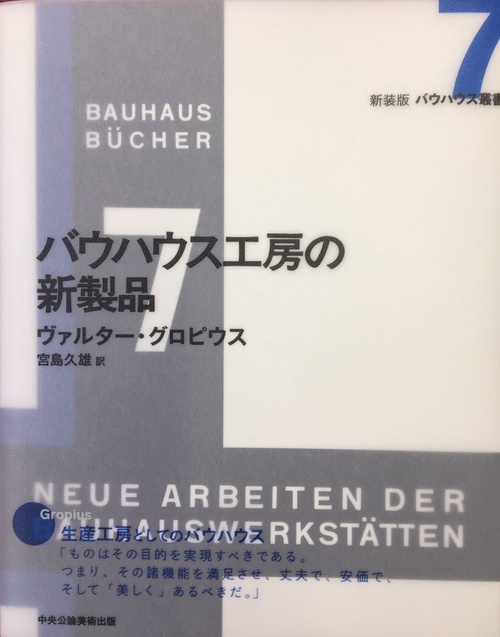 7
新装版 バウハウス叢書
BAUHAUS
BÜCHER
7
バウハウス工房の
新製品
ヴァルター・グロピウス
宮島久雄 訳
NEUE ARBEITEN DER
BAUHAUSWERKSTÄTTEN
Gropius
生産工房としてのバウハウス
「ものはその目的を実現すべきである。
つまり、その諸機能を満足させ、丈夫で、安価で、
そして「美しく」あるべきだ。」
中央公論美術出版